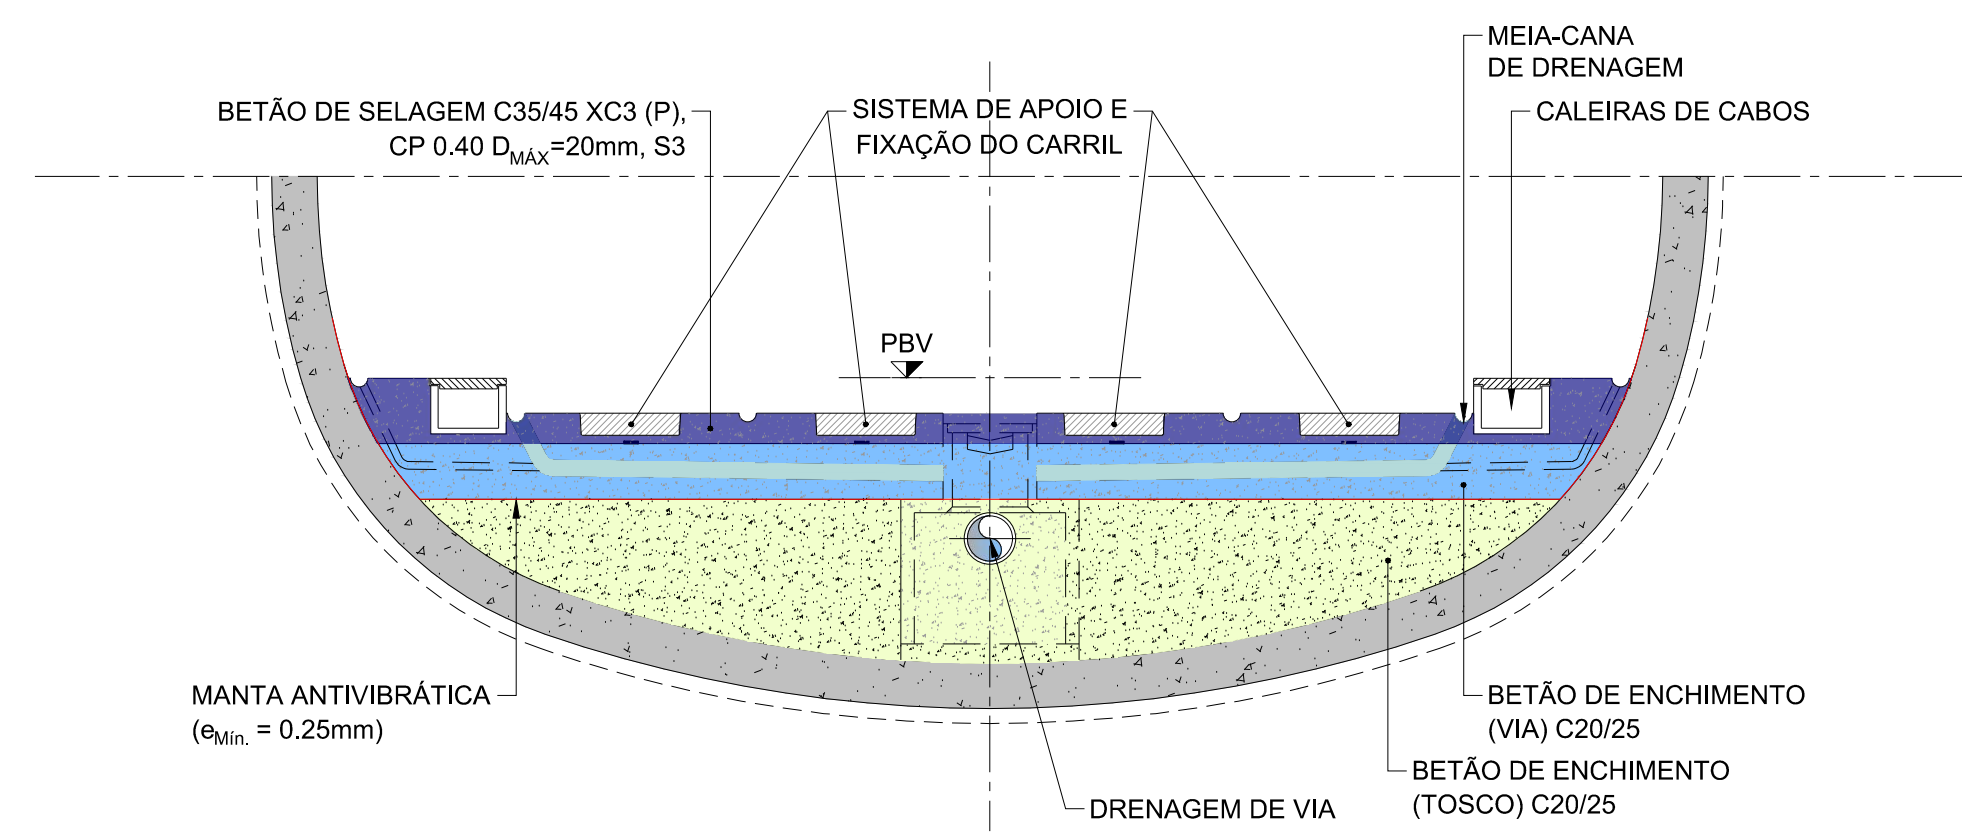 MEIA-CANA
DE DRENAGEM
BETÃO DE SELAGEM C35/45 XC3 (P),
CP 0.40 DMÁX=20mm, S3
SISTEMA DE APOIO E
FIXAÇÃO DO CARRIL
CALEIRAS DE CABOS
PBV
MANTA ANTIVIBRÁTICA
(eMín. = 0.25mm)
BETÃO DE ENCHIMENTO
(VIA) C20/25
BETÃO DE ENCHIMENTO
(TOSCO) C20/25
DRENAGEM DE VIA